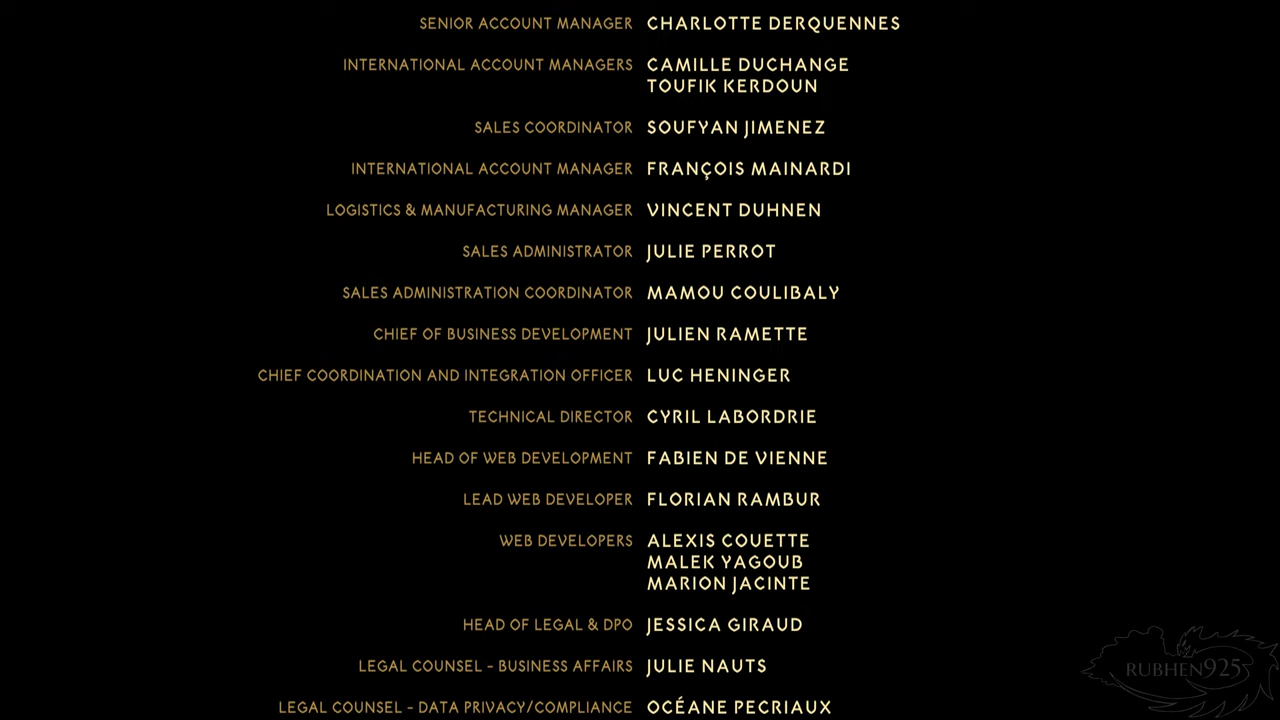 SENIOR ACCOUNT MANAGER CHARLOTTE DERQUENNES
INTERNATIONAL ACCOUNT MANAGERS CAMILLE DUCHANGE
TOUFIK KERDOUN
SALES COORDINATOR SOUFYAN JIMENEZ
INTERNATIONAL ACCOUNT MANAGER FRANÇOIS MAINARDI
LOGISTICS & MANUFACTURING MANAGER VINCENT DUHNEN
SALES ADMINISTRATOR JULIE PERROT
SALES ADMINISTRATION COORDINATOR MAMOU COULIBALY
CHIEF OF BUSINESS DEVELOPMENT JULIEN RAMETTE
CHIEF COORDINATION AND INTEGRATION OFFICER LUC HENINGER
TECHNICAL DIRECTOR CYRIL LABORDRIE
HEAD OF WEB DEVELOPMENT FABIEN DE VIENNE
LEAD WEB DEVELOPER FLORIAN RAMBUR
WEB DEVELOPERS ALEXIS COUETTE
MALEK YAGOUB
MARION JACINTE
HEAD OF LEGAL & DPO JESSICA GIRAUD
LEGAL COUNSEL - BUSINESS AFFAIRS JULIE NAUTS
LEGAL COUNSEL - DATA PRIVACY/COMPLIANCE OCÉANE PECRIAUX
RUBHEN925